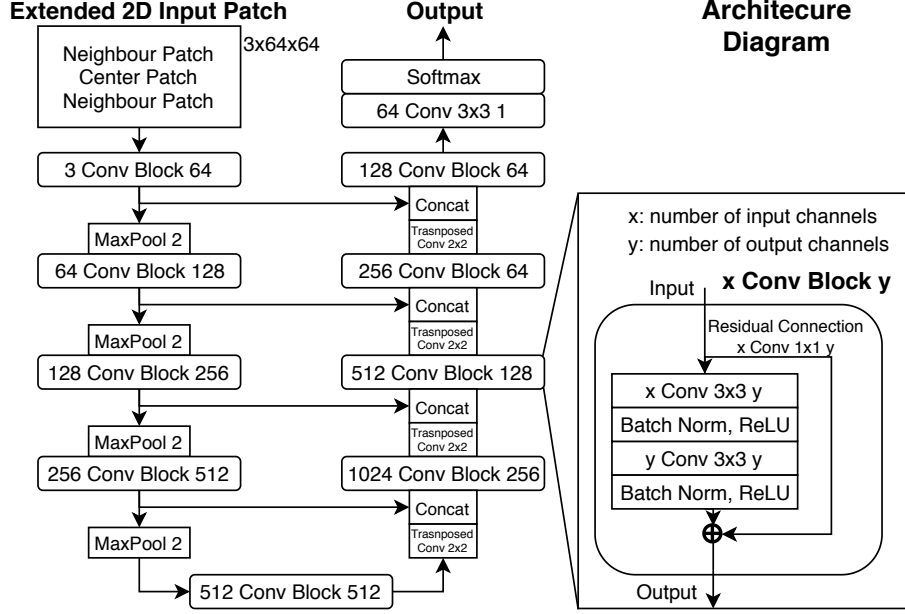 Extended 2D Input Patch
Neighbour Patch
Center Patch
Neighbour Patch
3x64x64
3 Conv Block 64
MaxPool 2
64 Conv Block 128
MaxPool 2
128 Conv Block 256
MaxPool 2
256 Conv Block 512
MaxPool 2
512 Conv Block 512
Output
Softmax
64 Conv 3x3 1
128 Conv Block 64
Concat
Trasnposed
Conv 2x2
256 Conv Block 64
Concat
Trasnposed
Conv 2x2
512 Conv Block 128
Concat
Trasnposed
Conv 2x2
1024 Conv Block 256
Concat
Trasnposed
Conv 2x2
Architecure
Diagram
x: number of input channels
y: number of output channels
Input
x Conv Block y
Residual Connection
x Conv 1x1 y
x Conv 3x3 y
Batch Norm, ReLU
y Conv 3x3 y
Batch Norm, ReLU
Output